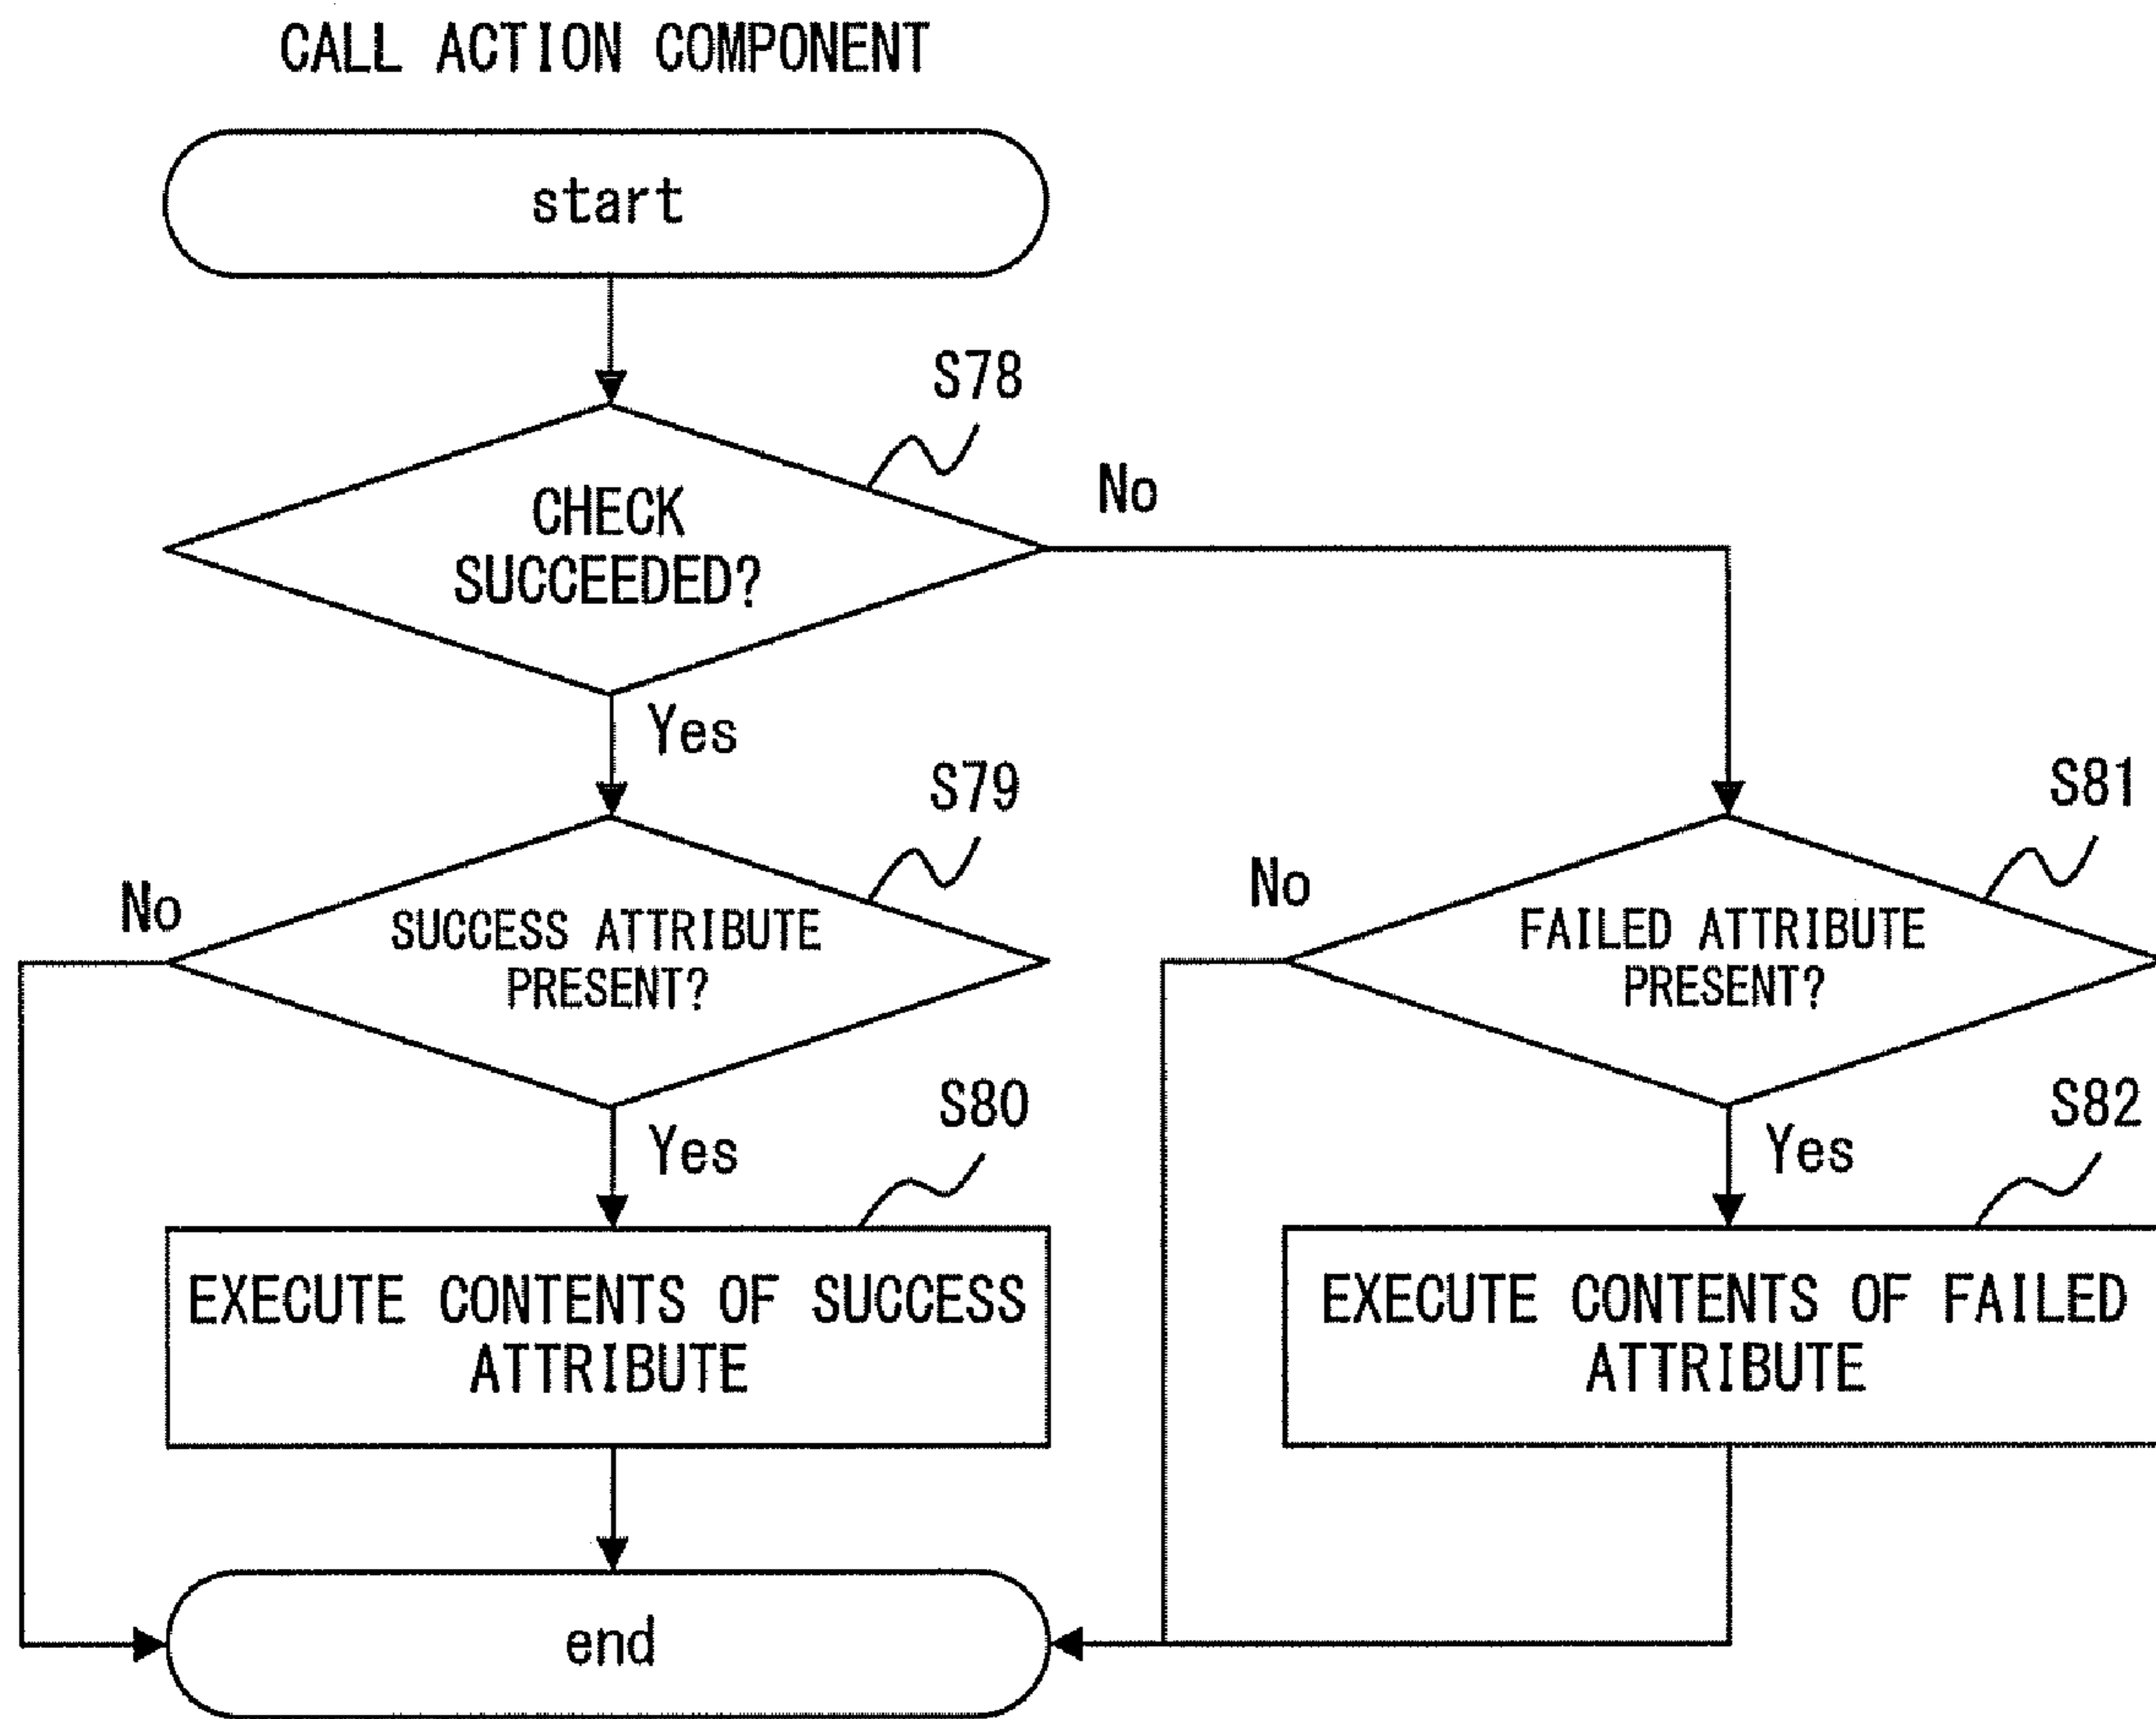 CALL ACTION COMPONENT
start
S78
CHECK
SUCCEEDED?
No
Yes
S79
No
SUCCESS ATTRIBUTE
PRESENT?
S81
No
FAILED ATTRIBUTE
PRESENT?
Yes
S80
EXECUTE CONTENTS OF SUCCESS
ATTRIBUTE
Yes
S82
EXECUTE CONTENTS OF FAILED
ATTRIBUTE
end